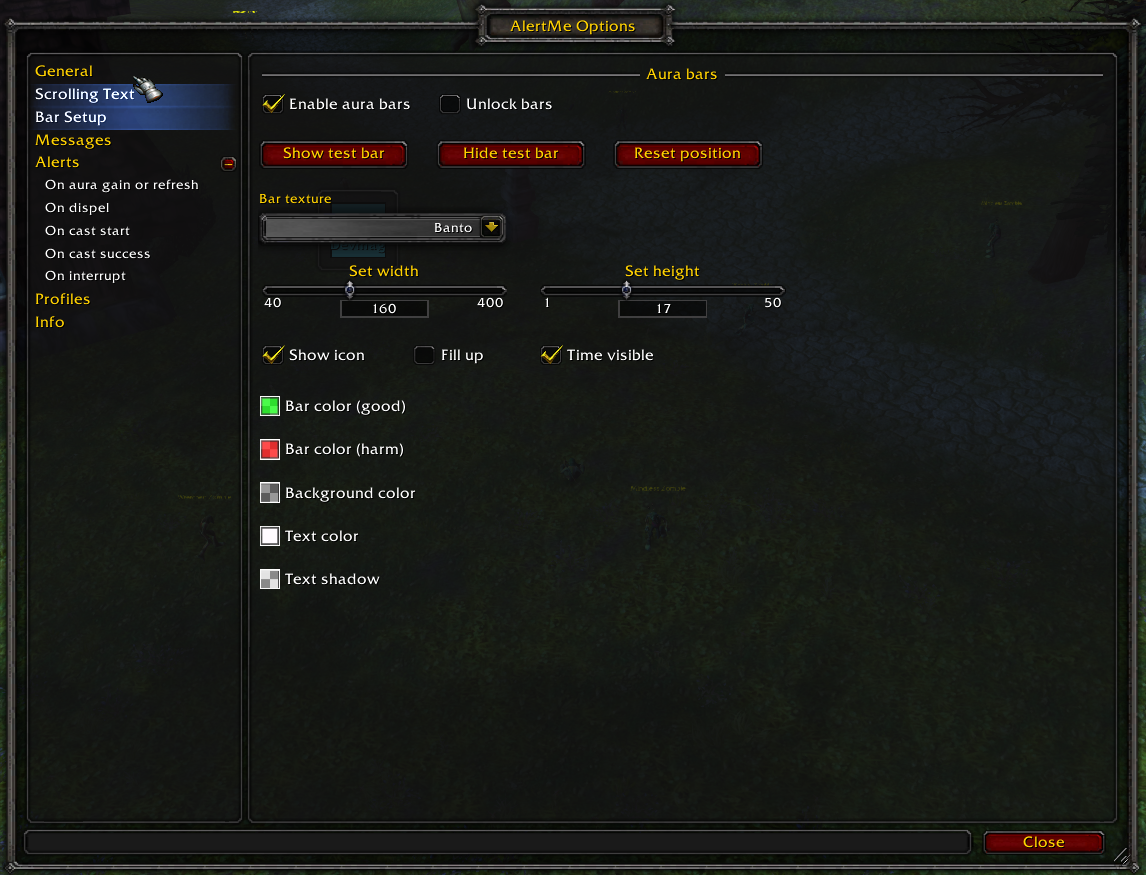 AlertMe Options
General
Scrolling Text
Bar Setup
Messages
Alerts
On aura gain or refresh
On dispel
On cast start
On cast success
On interrupt
Profiles
Info
Aura bars
Enable aura bars
Unlock bars
Show test bar
Hide test bar
Reset position
Bar texture
Banto
Set width
40
160
400
Set height
1
17
50
Show icon
Fill up
Time visible
Bar color (good)
Bar color (harm)
Background color
Text color
Text shadow
Close